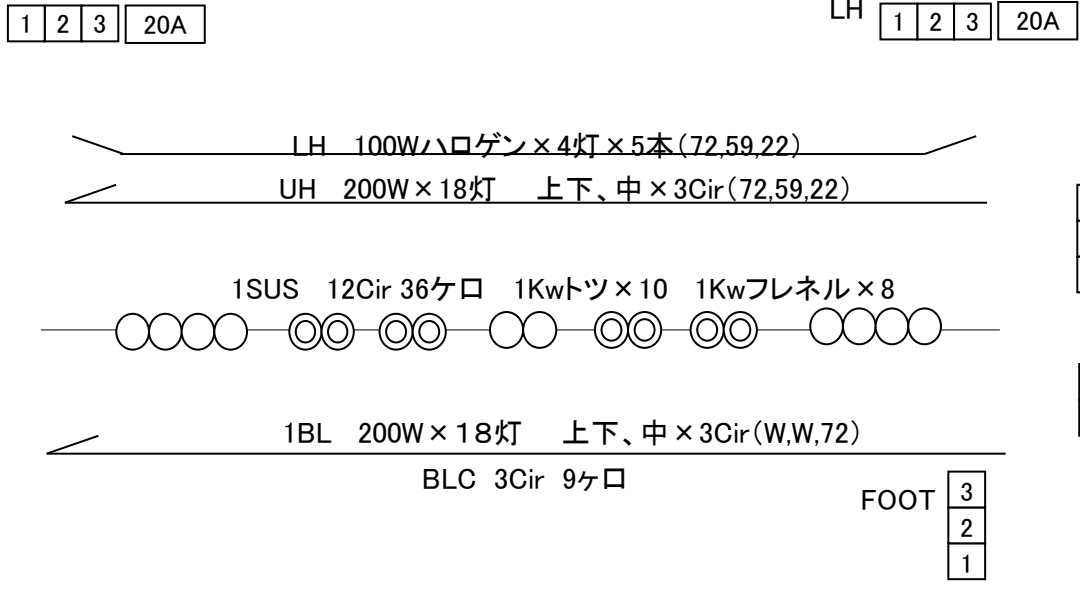 1 2 3 20A
LH 1 2 3 20A
LH 100Wハロゲン×4灯×5本(72,59,22)
UH 200W×18灯 上下、中×3Cir(72,59,22)
1SUS 12Cir 36ケロ 1Kwトツ×10 1Kwフレネル×8
1BL 200W×１８灯 上下、中×3Cir(W,W,72)
BLC 3Cir 9ヶロ
FOOT 3
2
1